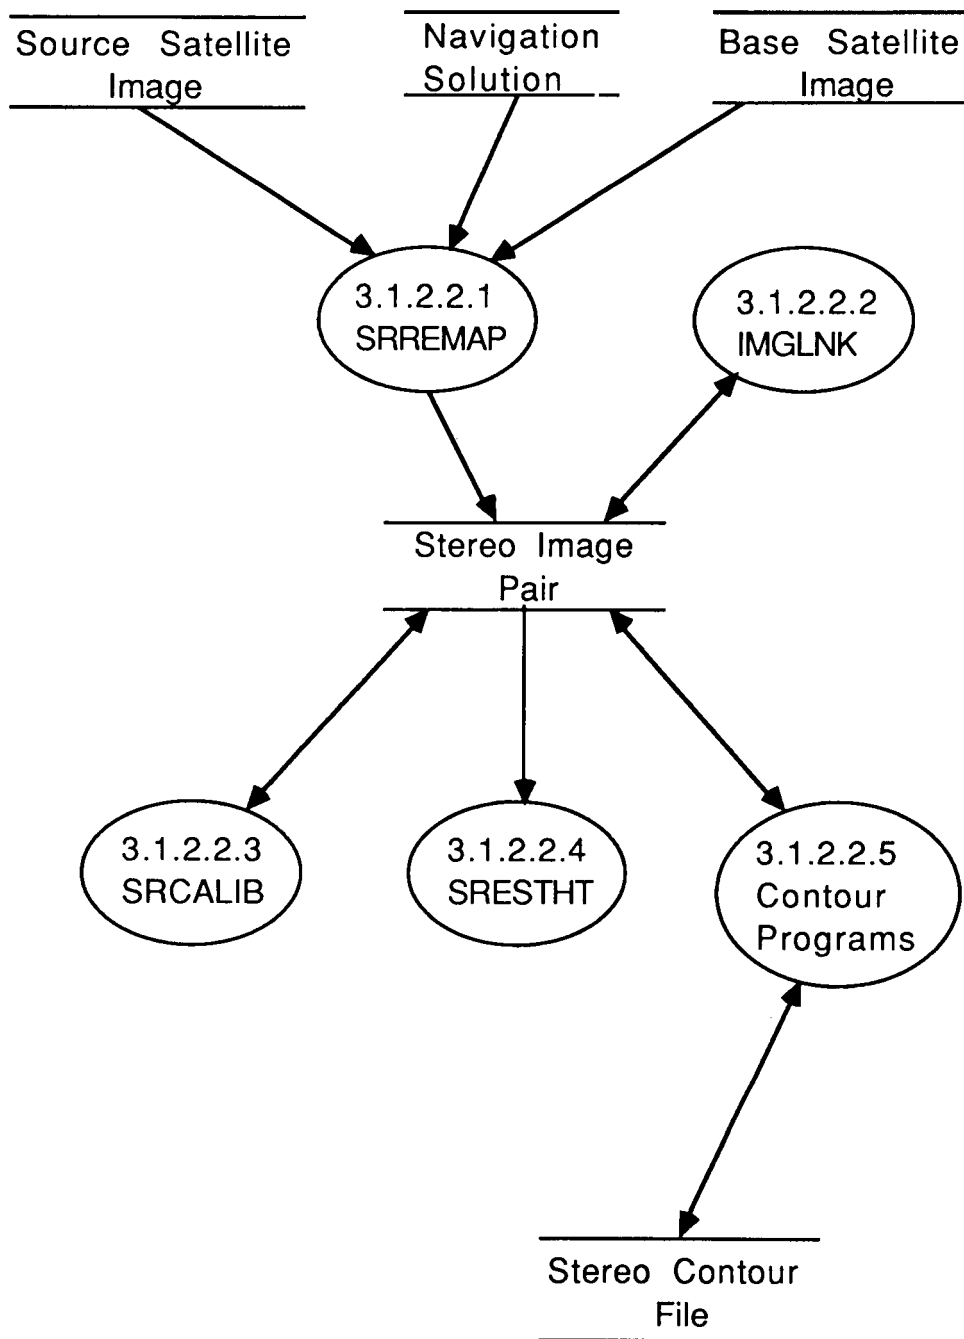 Source Satellite
Image
Navigation
Solution
Base Satellite
Image
3.1.2.2.1
SRREMAP
3.1.2.2.2
IMGLNK
Stereo Image
Pair
3.1.2.2.3
SRCALIB
3.1.2.2.4
SRESTHT
3.1.2.2.5
Contour
Programs
Stereo Contour
File